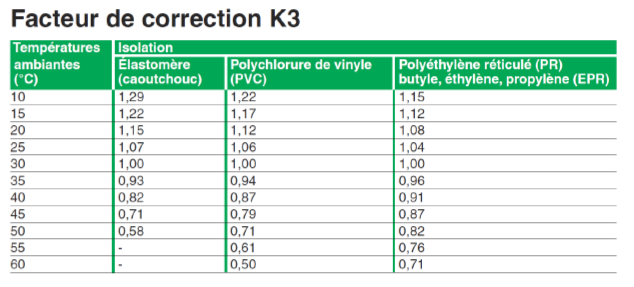 Facteur de correction K3
Températures Isolation
ambiantes Élastomère Polychlorure de vinyle Polyéthylène réticulé (PR)
(°C) (caoutchouc) (PVC) butyle, éthylène, propylène (EPR)
10 1,29 1,22 1,15
15 1,22 1,17 1,12
20 1,15 1,12 1,08
25 1,07 1,06 1,04
30 1,00 1,00 1,00
35 0,93 0,94 0,96
40 0,82 0,87 0,91
45 0,71 0,79 0,87
50 0,58 0,71 0,82
55 - 0,61 0,76
60 - 0,50 0,71